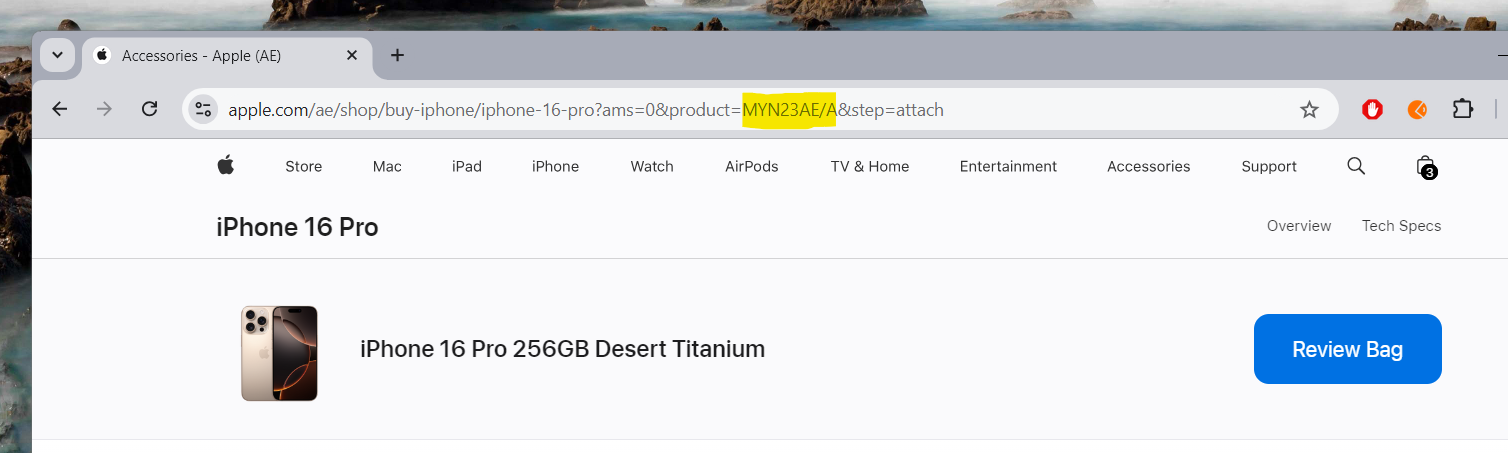 Accessories - Apple (AE)
apple.com/ae/shop/buy-iphone/iphone-16-pro?ams=0&product=MYN23AE/A&step=attach
Store Mac iPad iPhone Watch AirPods TV & Home Entertainment Accessories Support 3
iPhone 16 Pro Overview Tech Specs
iPhone 16 Pro 256GB Desert Titanium Review Bag